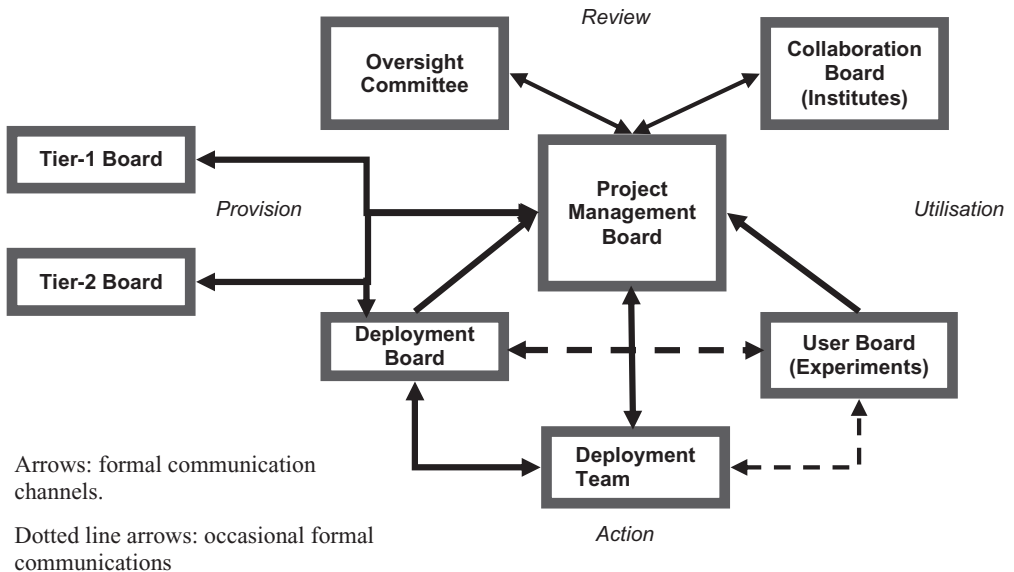 Review
Oversight
Committee
Collaboration
Board
(Institutes)
Tier-1 Board
Provision
Project
Management
Board
Utilisation
Tier-2 Board
Deployment
Board
User Board
(Experiments)
Arrows: formal communication
channels.
Deployment
Team
Dotted line arrows: occasional formal
communications
Action